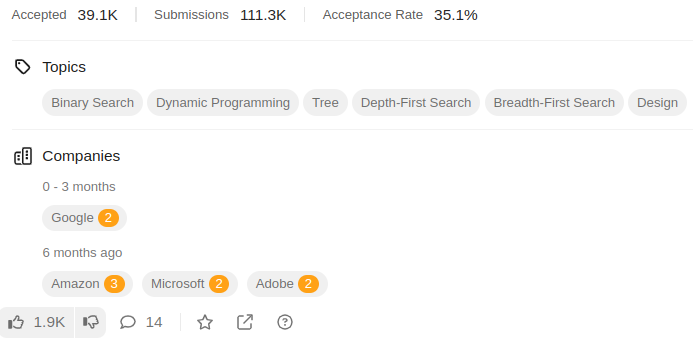 Accepted 39.1K Submissions 111.3K Acceptance Rate 35.1%
Topics
Binary Search Dynamic Programming Tree Depth-First Search Breadth-First Search Design
Companies
0 - 3 months
Google 2
6 months ago
Amazon 3 Microsoft 2 Adobe 2
1.9K 14